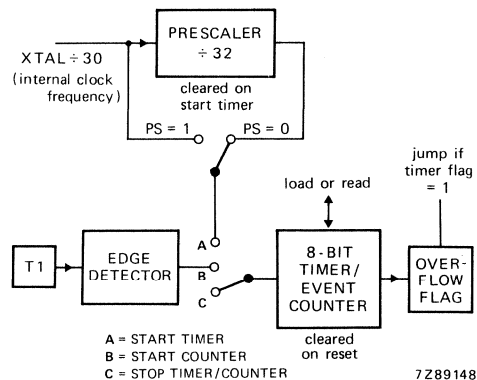 PRESCALER
÷ 32
XTAL ÷ 30
(internal clock
frequency)
cleared on
start timer
PS = 1
PS = 0
jump if
timer flag
= 1
load or read
T1
EDGE
DETECTOR
A
B
C
8-BIT
TIMER/
EVENT
COUNTER
OVER-
FLOW
FLAG
cleared
on reset
A = START TIMER
B = START COUNTER
C = STOP TIMER/COUNTER
7Z89148